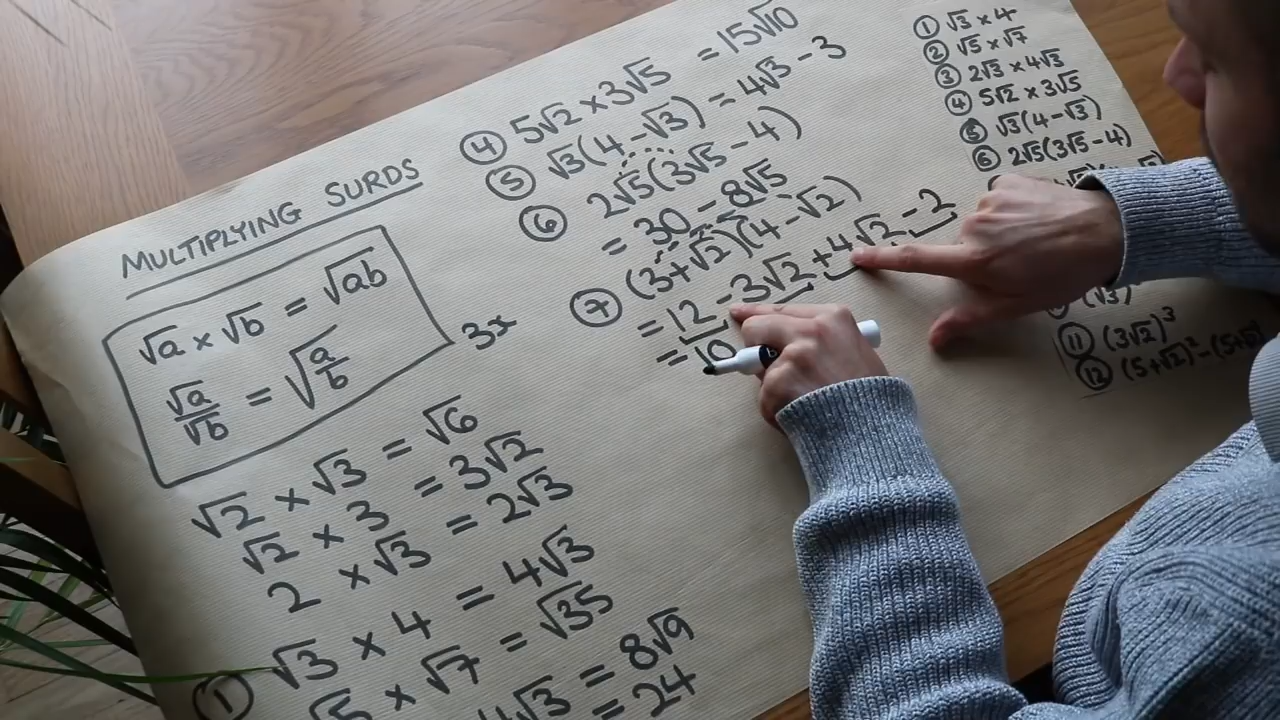 MULTIPLYING SURDS
√a × √b = √ab
√a/√b = √(a/b)
3x
√2 × √3 = √6
√2 × 3 = 3√2
2 × √3 = 2√3
① √3 × 4 = 4√3
√5 × √7 = √35
4√3 = 8√9
= 24
④ 5√2 × 3√5 = 15√10
⑤ √3(4 - √3) = 4√3 - 3
⑥ 2√5(3√5 - 4)
= 30 - 8√5
⑦ (3+√2)(4-√2)
= 12 - 3√2 + 4√2 - 2
= 10
① √3 × 4
② √5 × √7
③ 2√3 × 4√3
④ 5√2 × 3√5
⑤ √3(4-√3)
⑥ 2√5(3√5-4)
(√3)
⑪ (3√2)³
⑫ (5+√2)² - (5+